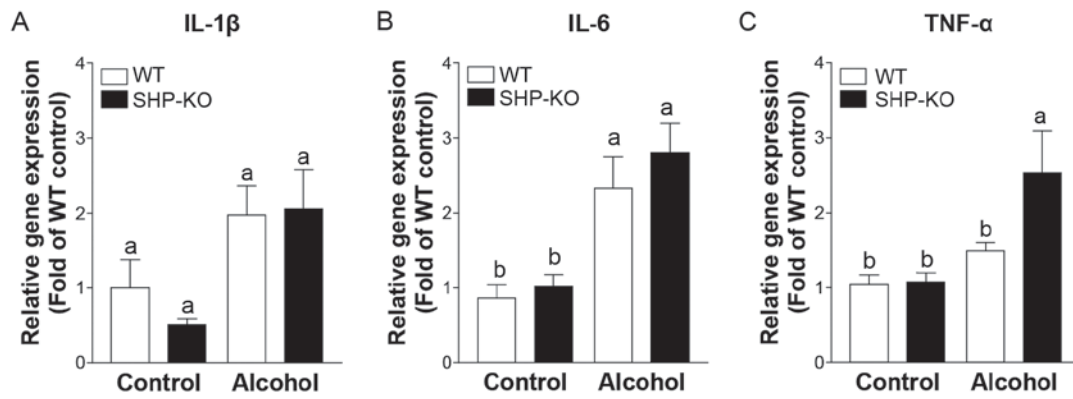 A
IL-1β
Relative gene expression
(Fold of WT control)
4
3
2
1
0
WT
SHP-KO
a
a
a
a
Control
Alcohol
B
IL-6
Relative gene expression
(Fold of WT control)
4
3
2
1
0
WT
SHP-KO
b
b
a
a
Control
Alcohol
C
TNF-α
Relative gene expression
(Fold of WT control)
4
3
2
1
0
WT
SHP-KO
b
b
b
a
Control
Alcohol